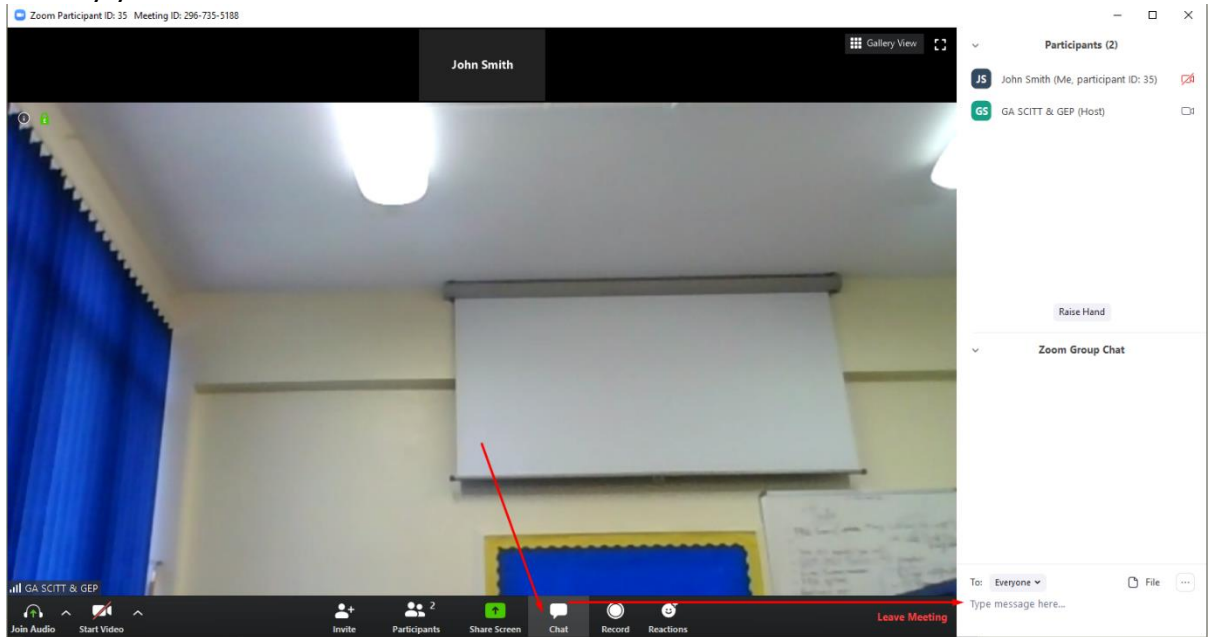 Zoom Participant ID: 35 Meeting ID: 296-735-5188
Gallery View
John Smith
Participants (2)
JS John Smith (Me, participant ID: 35)
GS GA SCITT & GEP (Host)
Raise Hand
Zoom Group Chat
GA SCITT & GEP
To: Everyone File
Type message here...
2
Join Audio Start Video Invite Participants Share Screen Chat Record Reactions Leave Meeting